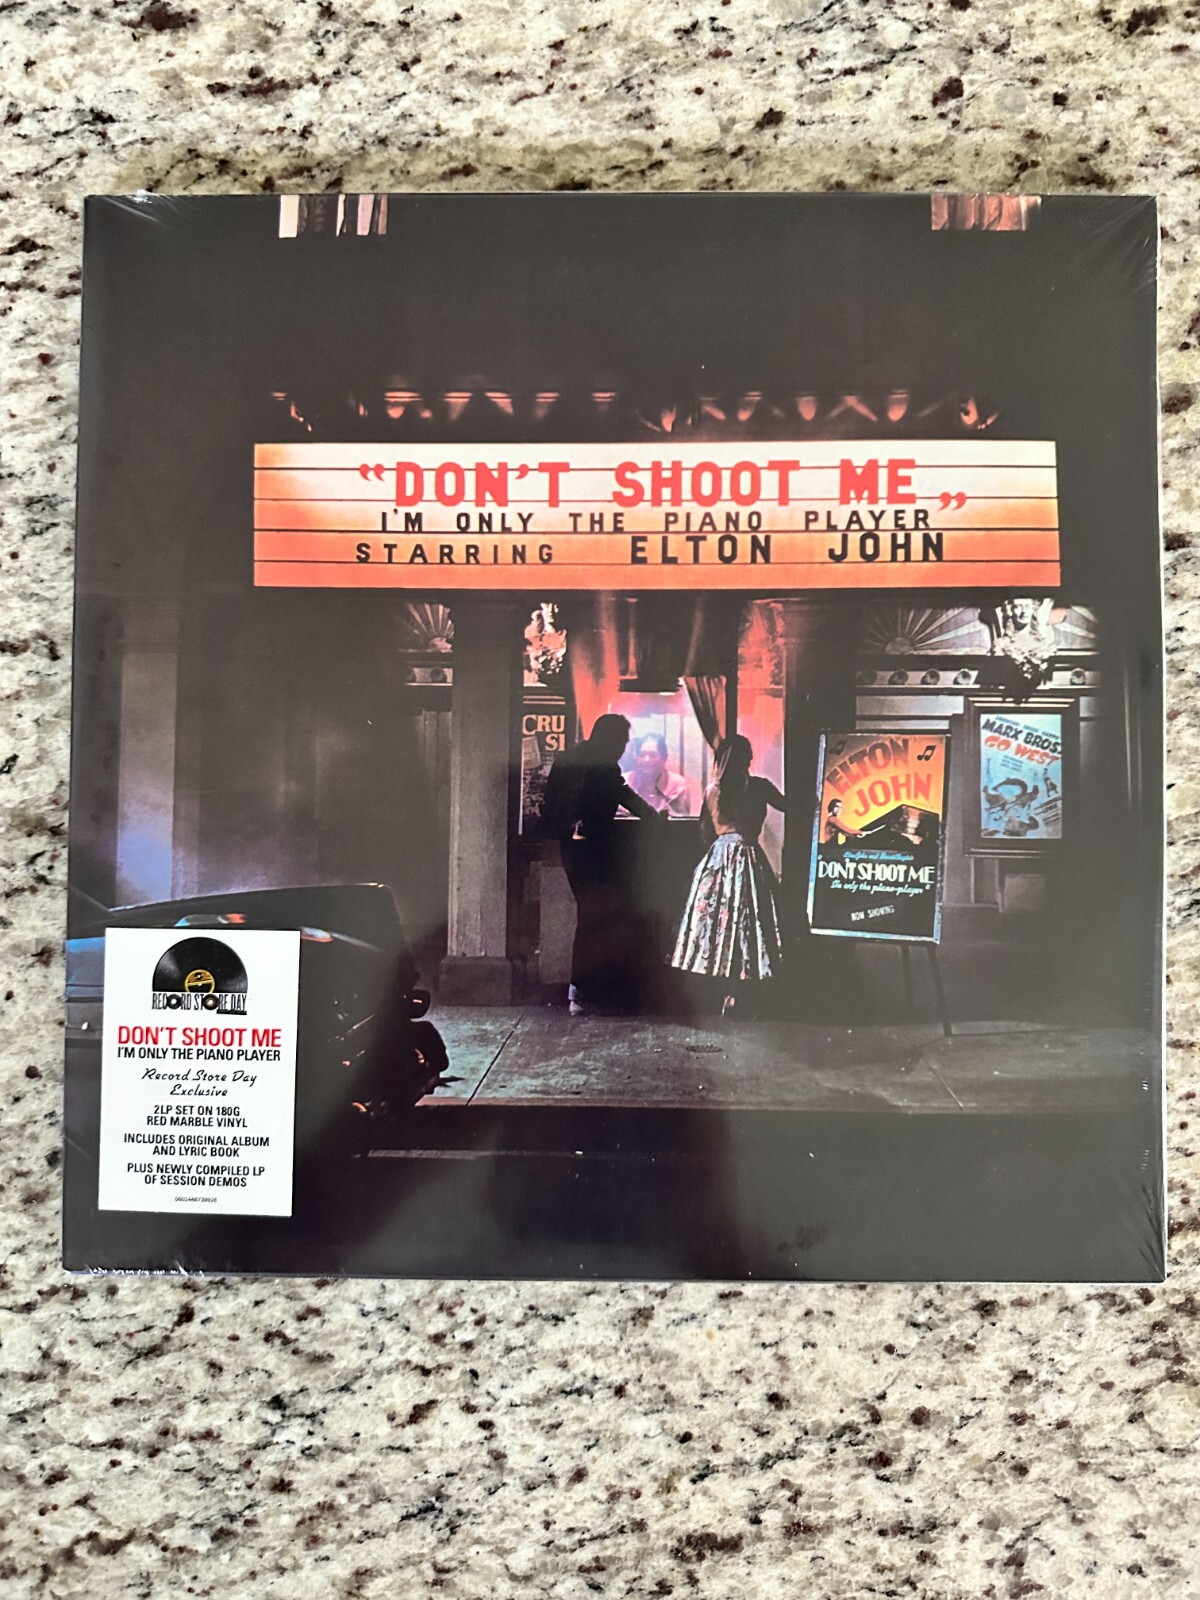 “DON’T SHOOT ME„
I'M ONLY THE PIANO PLAYER
STARRING ELTON JOHN
CRU
SI
MARX BROS.
GO WEST
ELTON
JOHN
DON'T SHOOT ME
I'm only the piano-player
NOW SHOWING
RECORD STORE DAY
DON'T SHOOT ME
I'M ONLY THE PIANO PLAYER
Record Store Day
Exclusive
2LP SET ON 180G
RED MARBLE VINYL
INCLUDES ORIGINAL ALBUM
AND LYRIC BOOK
PLUS NEWLY COMPILED LP
OF SESSION DEMOS